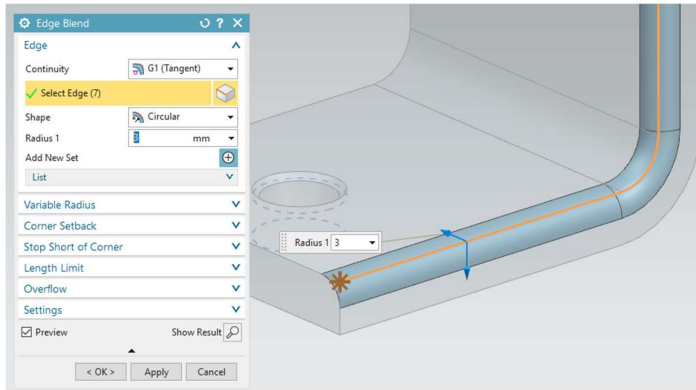 Edge Blend
Edge
Continuity G1 (Tangent)
Select Edge (7)
Shape Circular
Radius 1 3 mm
Add New Set
List
Variable Radius
Corner Setback
Stop Short of Corner
Length Limit
Overflow
Settings
Preview Show Result
< OK > Apply Cancel
Radius 1 3